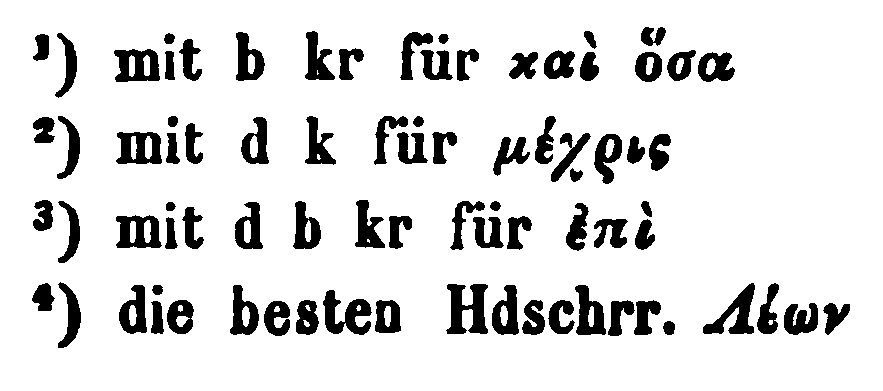 ¹) mit b kr für καὶ ὅσα
²) mit d k für μέχρις
³) mit d b kr für ἐπὶ
⁴) die besten Hdschrr. Λέων